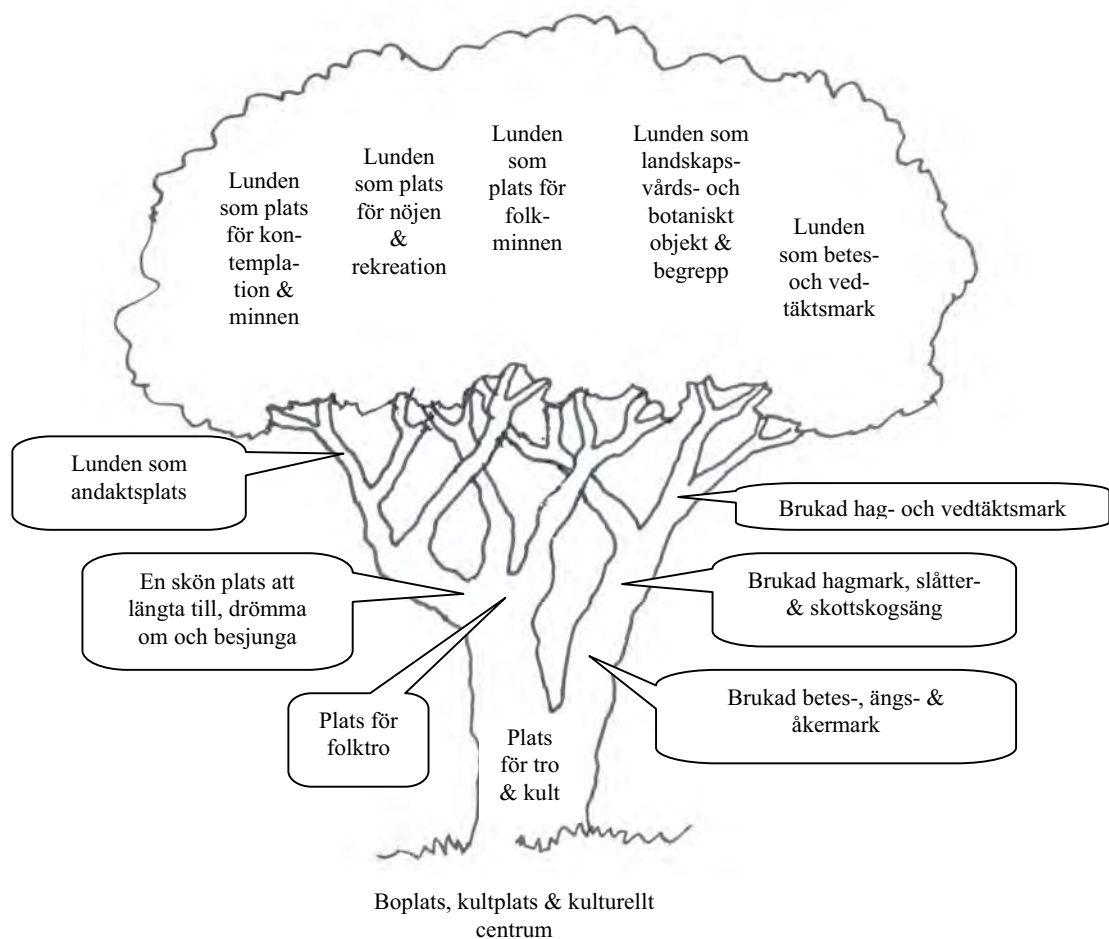 Lunden
som plats
för kon-
templa-
tion &
minnen
Lunden
som plats
för nöjen
&
rekreation
Lunden
som
plats för
folk-
minnen
Lunden som
landskaps-
vårds- och
botaniskt
objekt &
begrepp
Lunden
som betes-
och ved-
täktsmark
Lunden som
andaktsplats
Brukad hag- och vedtäktsmark
En skön plats att
längta till, drömma
om och besjunga
Brukad hagmark, slåtter-
& skottskogsäng
Plats för
folktro
Brukad betes-, ängs- &
åkermark
Plats
för tro
& kult
Boplats, kultplats & kulturellt
centrum